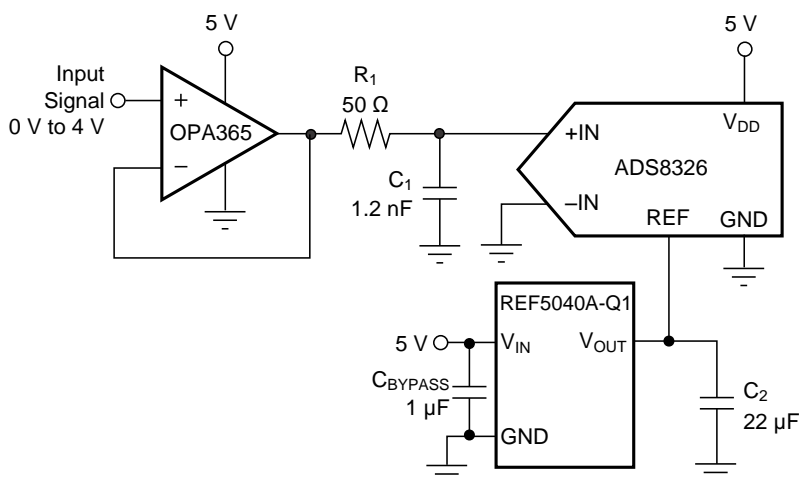 5 V
5 V
Input
Signal
0 V to 4 V
+
OPA365
−
R1
50 Ω
C1
1.2 nF
+IN
VDD
ADS8326
−IN
REF
GND
REF5040A-Q1
5 V
VIN
VOUT
CBYPASS
1 µF
GND
C2
22 µF